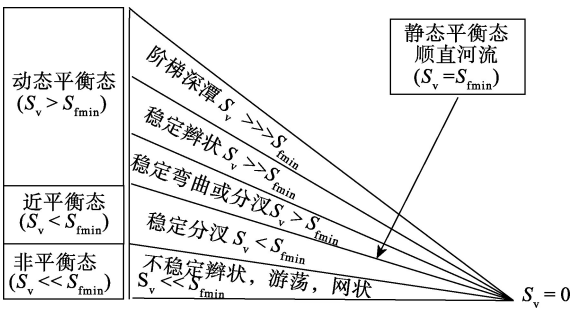 动态平衡态
(Sv > Sfmin)
近平衡态
(Sv < Sfmin)
非平衡态
(Sv << Sfmin)
阶梯深潭 Sv >>>Sfmin
稳定辫状 Sv >>Sfmin
稳定弯曲或分汊Sv > Sfmin
稳定分汊 Sv < Sfmin
不稳定辫状，游荡，网状
Sv << Sfmin
静态平衡态
顺直河流
(Sv =Sfmin)
Sv = 0